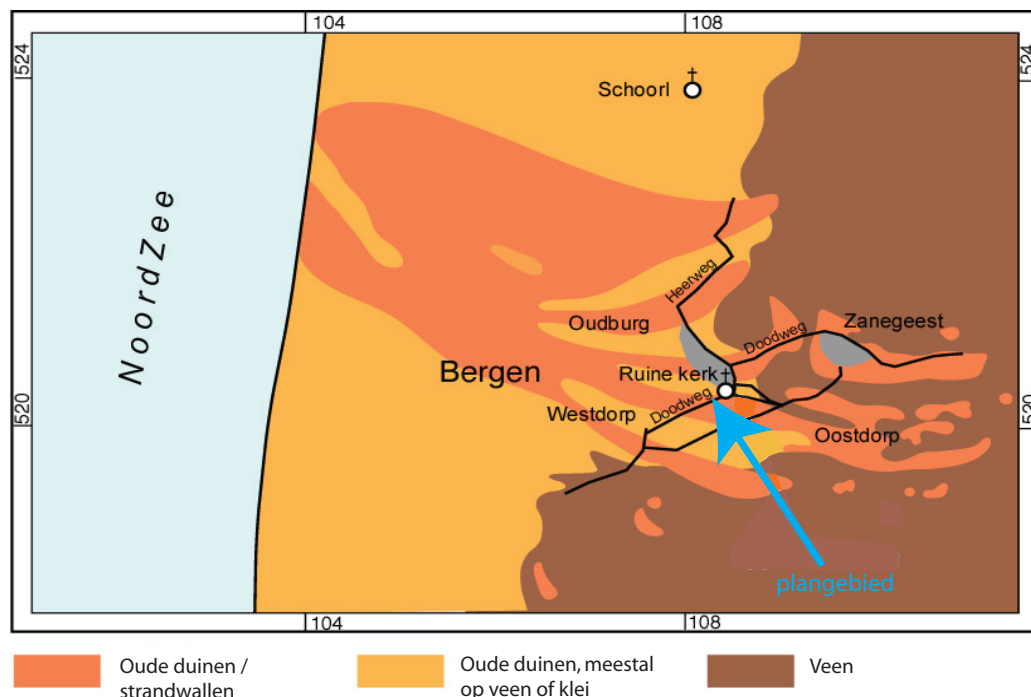 104
108
524
524
Schoorl
NoordZee
Heerweg
Oudburg
Doodweg
Zanegeest
Bergen
Ruine kerk
Westdorp
Doodweg
Oostdorp
520
520
plangebied
104
108
Oude duinen /
strandwallen
Oude duinen, meestal
op veen of klei
Veen